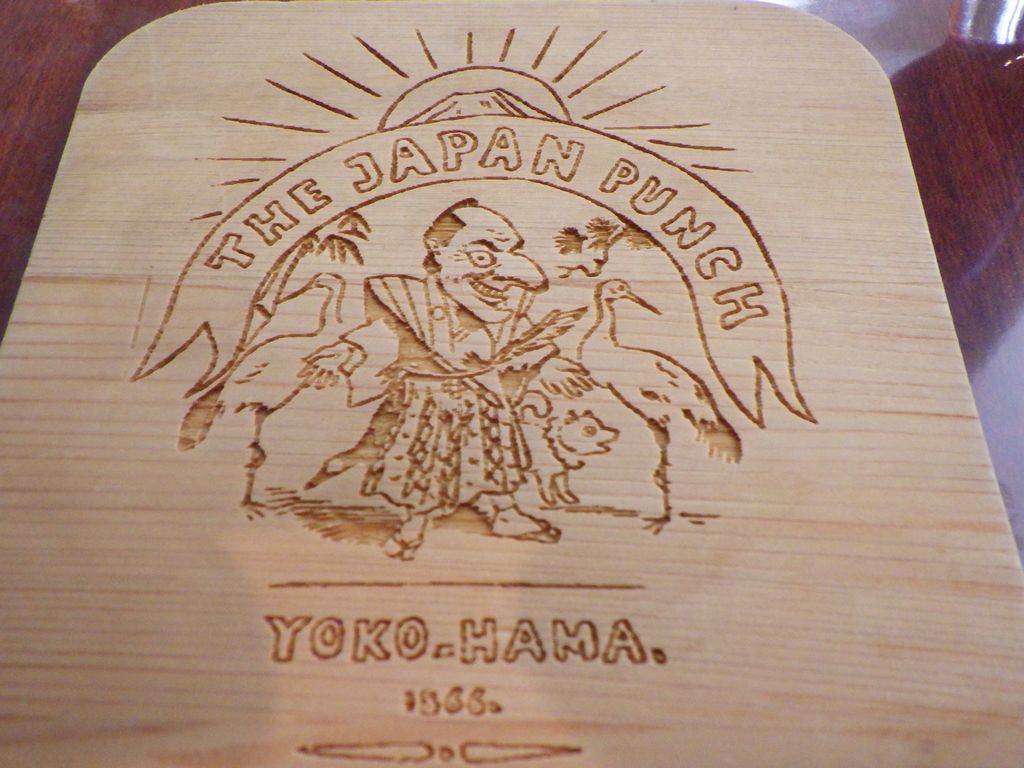 THE JAPAN PUNCH
YOKO-HAMA.
1866.